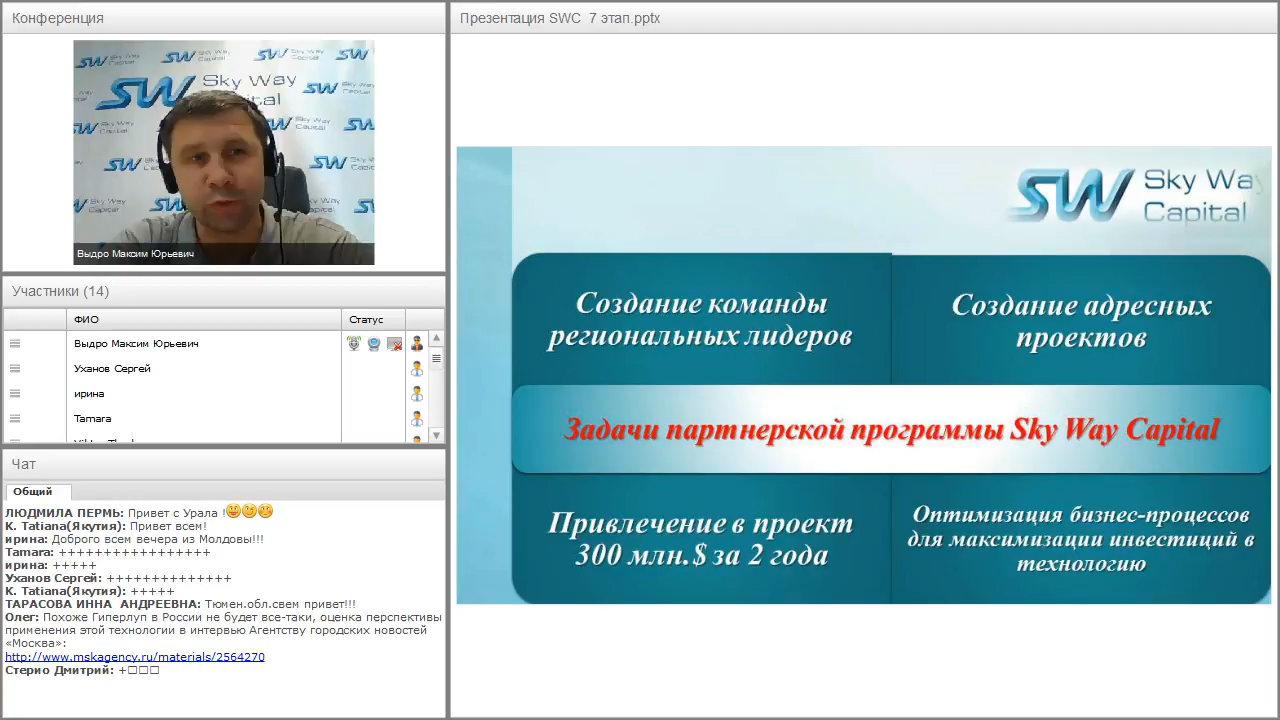 Конференция
Sky Way
Capital
SW
Выдро Максим Юрьевич
Участники (14)
ФИО
Статус
Выдро Максим Юрьевич
Уханов Сергей
ирина
Tamara
Чат
Общий
ЛЮДМИЛА ПЕРМЬ: Привет с Урала !
K. Tatiana(Якутия): Привет всем!
ирина: Доброго всем вечера из Молдовы!!!
Tamara: +++++++++++++++++
ирина: +++++
Уханов Сергей: ++++++++++++++
K. Tatiana(Якутия): +++++
ТАРАСОВА ИННА АНДРЕЕВНА: Тюмен.обл.свем привет!!!
Олег: Похоже Гиперлуп в России не будет все-таки, оценка перспективы
применения этой технологии в интервью Агентству городских новостей
«Москва»:
http://www.mskagency.ru/materials/2564270
Стерио Дмитрий: +□□□
Презентация SWC 7 этап.pptx
SW Sky Way
Capital
Создание команды
региональных лидеров
Создание адресных
проектов
Задачи партнерской программы Sky Way Capital
Привлечение в проект
300 млн.$ за 2 года
Оптимизация бизнес-процессов
для максимизации инвестиций в
технологию